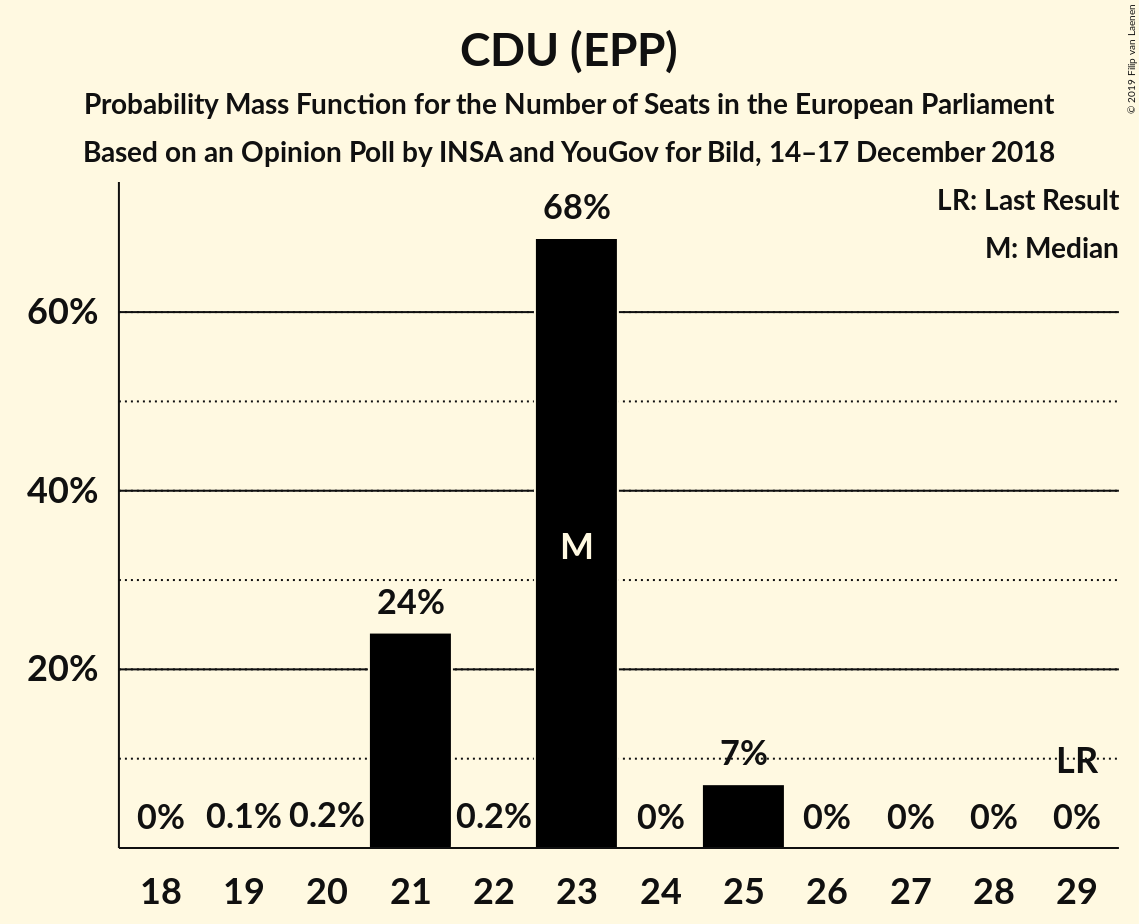 © 2019 Filip van Laenen
CDU (EPP)
Probability Mass Function for the Number of Seats in the European Parliament
Based on an Opinion Poll by INSA and YouGov for Bild, 14–17 December 2018
LR: Last Result
M: Median
68%
60%
40%
M
24%
20%
7%
LR
0% 0.1% 0.2% 0.2% 0% 0% 0% 0% 0%
18 19 20 21 22 23 24 25 26 27 28 29